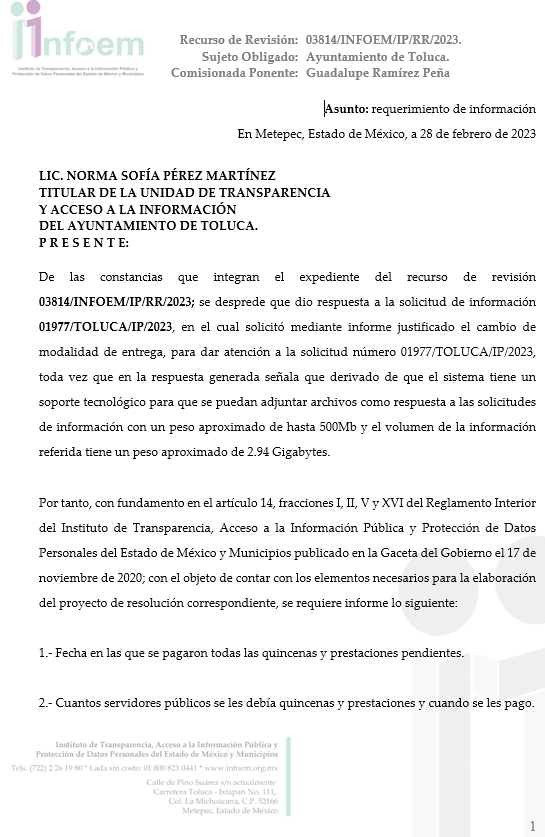 infoem
Instituto de Transparencia, Acceso a la Información Pública y
Protección de Datos Personales del Estado de México y Municipios
Recurso de Revisión: 03814/INFOEM/IP/RR/2023.
Sujeto Obligado: Ayuntamiento de Toluca.
Comisionada Ponente: Guadalupe Ramírez Peña
Asunto: requerimiento de información
En Metepec, Estado de México, a 28 de febrero de 2023
LIC. NORMA SOFÍA PÉREZ MARTÍNEZ
TITULAR DE LA UNIDAD DE TRANSPARENCIA
Y ACCESO A LA INFORMACIÓN
DEL AYUNTAMIENTO DE TOLUCA.
P R E S E N T E:
De las constancias que integran el expediente del recurso de revisión
03814/INFOEM/IP/RR/2023; se desprede que dio respuesta a la solicitud de información
01977/TOLUCA/IP/2023, en el cual solicitó mediante informe justificado el cambio de
modalidad de entrega, para dar atención a la solicitud número 01977/TOLUCA/IP/2023,
toda vez que en la respuesta generada señala que derivado de que el sistema tiene un
soporte tecnológico para que se puedan adjuntar archivos como respuesta a las solicitudes
de información con un peso aproximado de hasta 500Mb y el volumen de la información
referida tiene un peso aproximado de 2.94 Gigabytes.
Por tanto, con fundamento en el artículo 14, fracciones I, II, V y XVI del Reglamento Interior
del Instituto de Transparencia, Acceso a la Información Pública y Protección de Datos
Personales del Estado de México y Municipios publicado en la Gaceta del Gobierno el 17 de
noviembre de 2020; con el objeto de contar con los elementos necesarios para la elaboración
del proyecto de resolución correspondiente, se requiere informe lo siguiente:
1.- Fecha en las que se pagaron todas las quincenas y prestaciones pendientes.
2.- Cuantos servidores públicos se les debía quincenas y prestaciones y cuando se les pago.
Instituto de Transparencia, Acceso a la Información Pública y
Protección de Datos Personales del Estado de México y Municipios
Tels. (722) 2 26 19 80 * Lada sin costo: 01 800 821 0441 * www.infoem.org.mx
Calle de Pino Suárez s/n actualmente
Carretera Toluca - Ixtapan No. 111,
Col. La Michoacana, C.P. 52166
Metepec, Estado de México
1